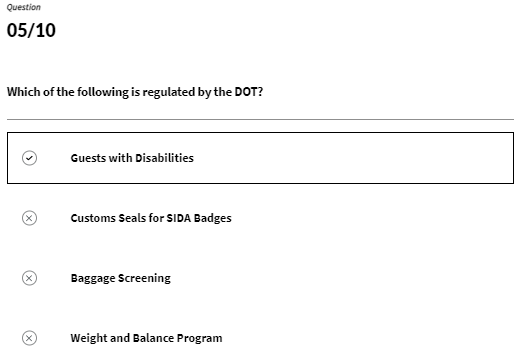 Question
05/10
Which of the following is regulated by the DOT?
Guests with Disabilities
Customs Seals for SIDA Badges
Baggage Screening
Weight and Balance Program